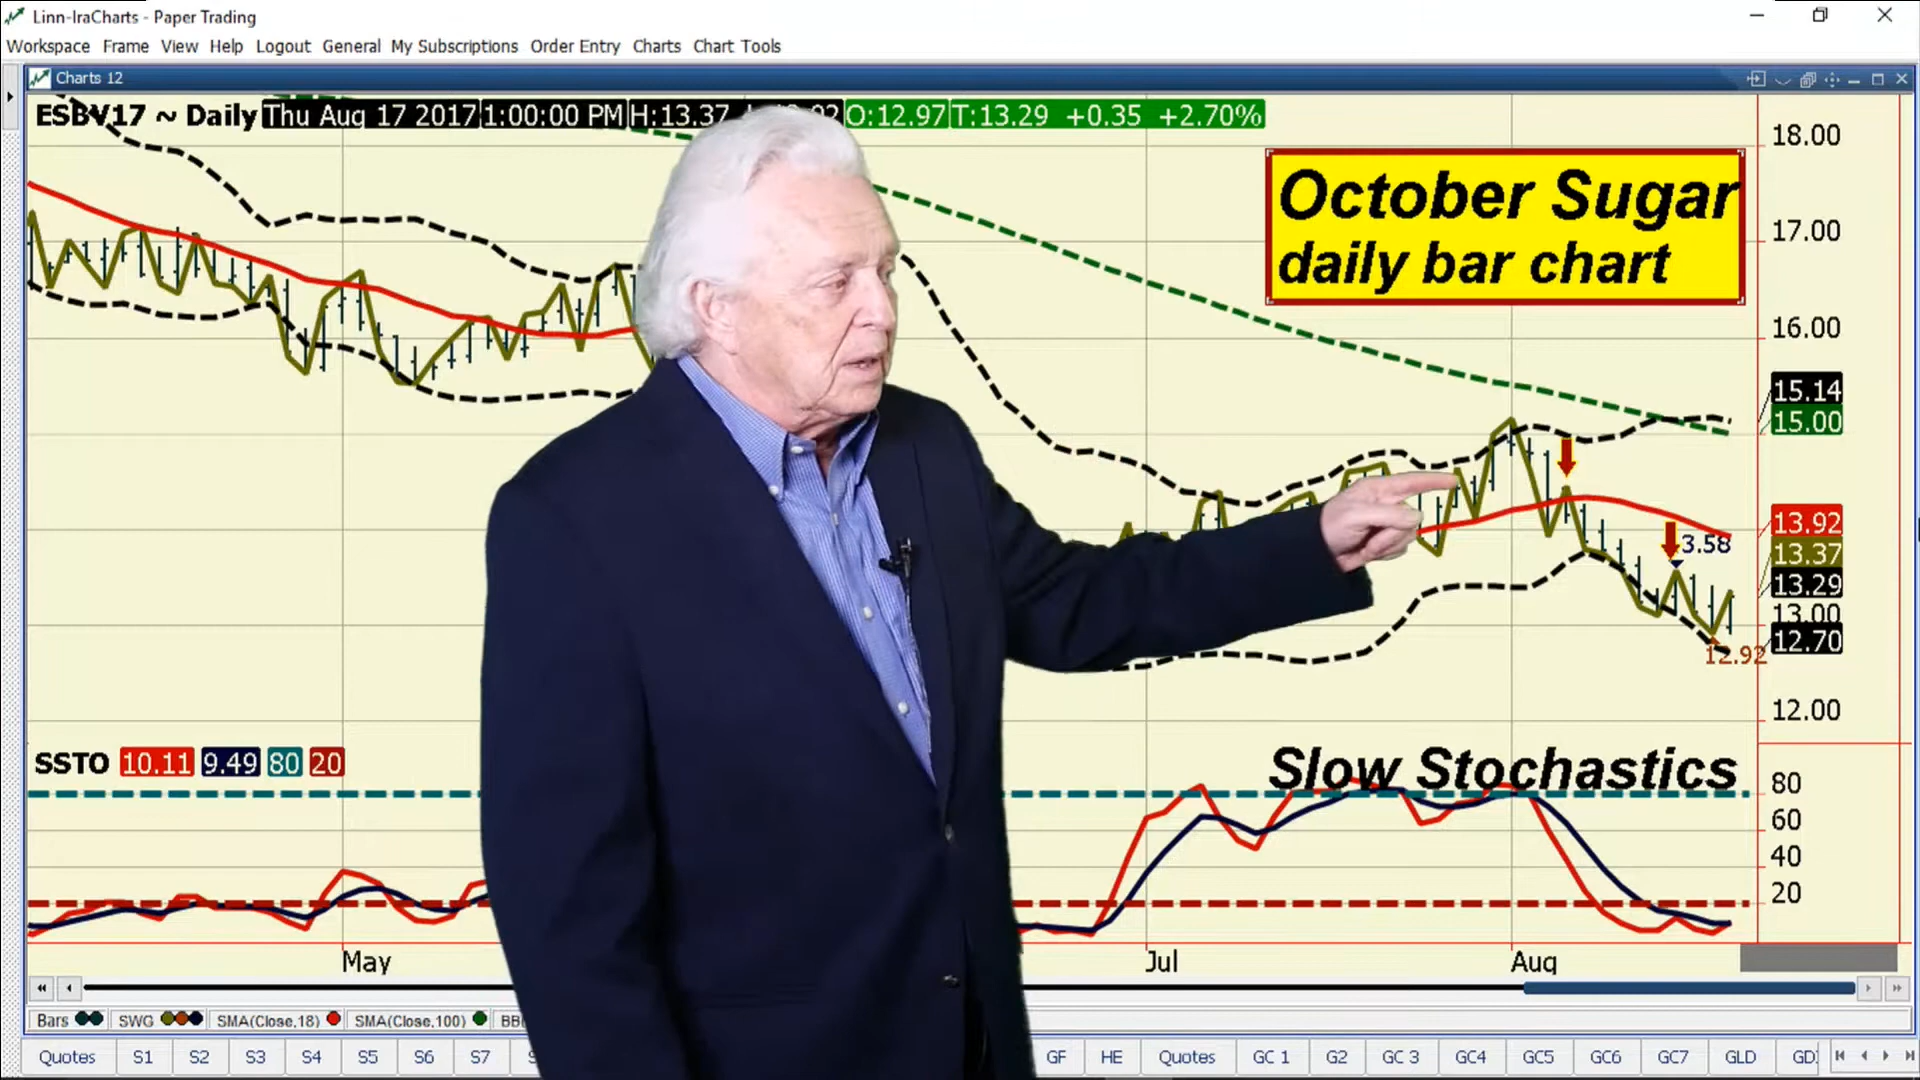 Linn-IraCharts - Paper Trading
Workspace Frame View Help Logout General My Subscriptions Order Entry Charts Chart Tools
Charts 12
ESBV17 ~ Daily Thu Aug 17 2017 1:00:00 PM H:13.37 O:12.97 T:13.29 +0.35 +2.70%
October Sugar
daily bar chart
18.00
17.00
16.00
15.14
15.00
13.92
3.58
13.37
13.29
13.00
12.70
12.92
12.00
SSTO 10.11 9.49 80 20
Slow Stochastics
80
60
40
20
May Jul Aug
Bars SWG SMA(Close,18) SMA(Close,100)
Quotes S1 S2 S3 S4 S5 S6 S7 GF HE Quotes GC 1 G2 GC 3 GC4 GC5 GC6 GC7 GLD